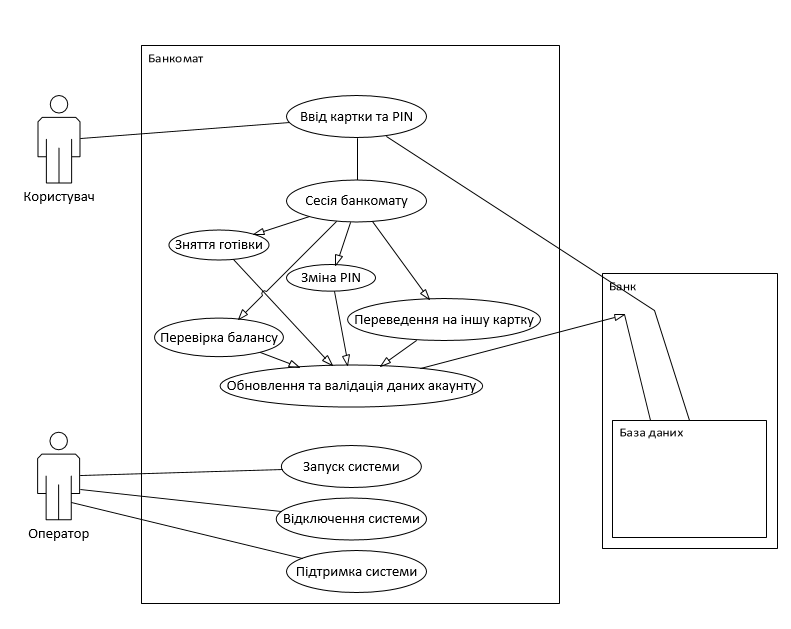 Банкомат
Ввід картки та PIN
Користувач
Сесія банкомату
Зняття готівки
Зміна PIN
Банк
Переведення на іншу картку
Перевірка балансу
Обновлення та валідація даних акаунту
База даних
Запуск системи
Оператор
Відключення системи
Підтримка системи